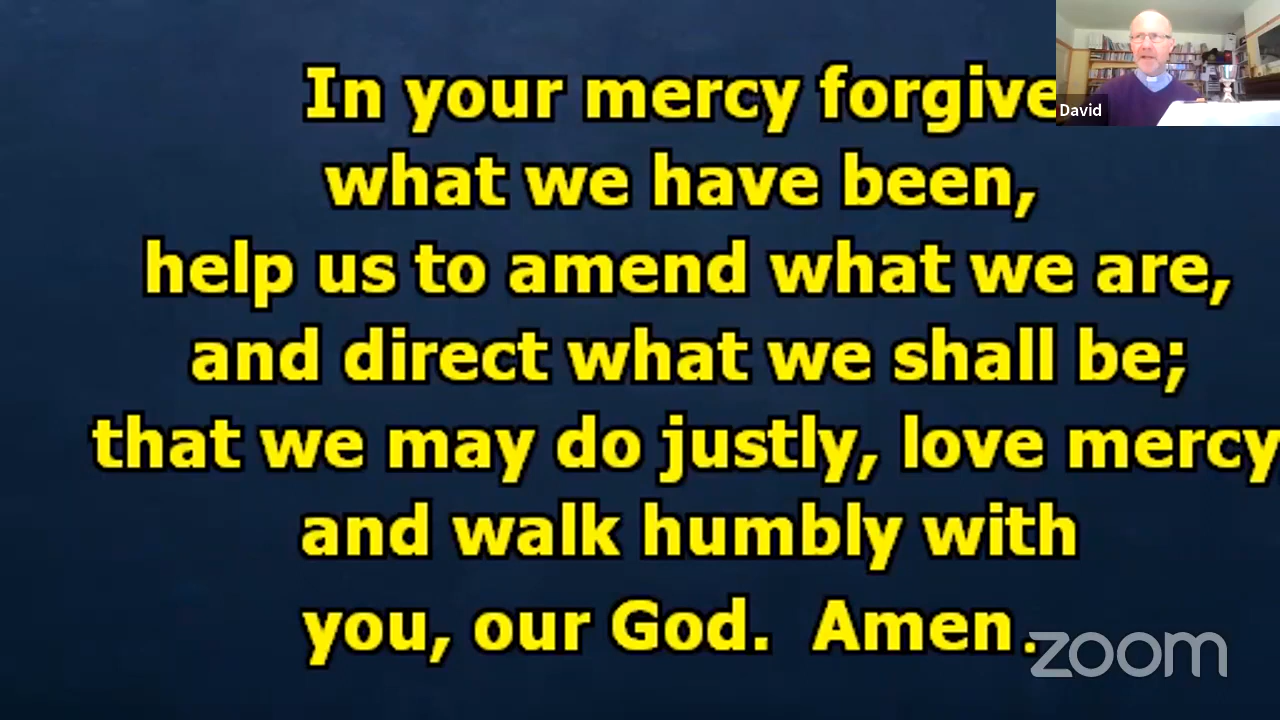 In your mercy forgive
what we have been,
help us to amend what we are,
and direct what we shall be;
that we may do justly, love mercy
and walk humbly with
you, our God.  Amen.
David
zoom